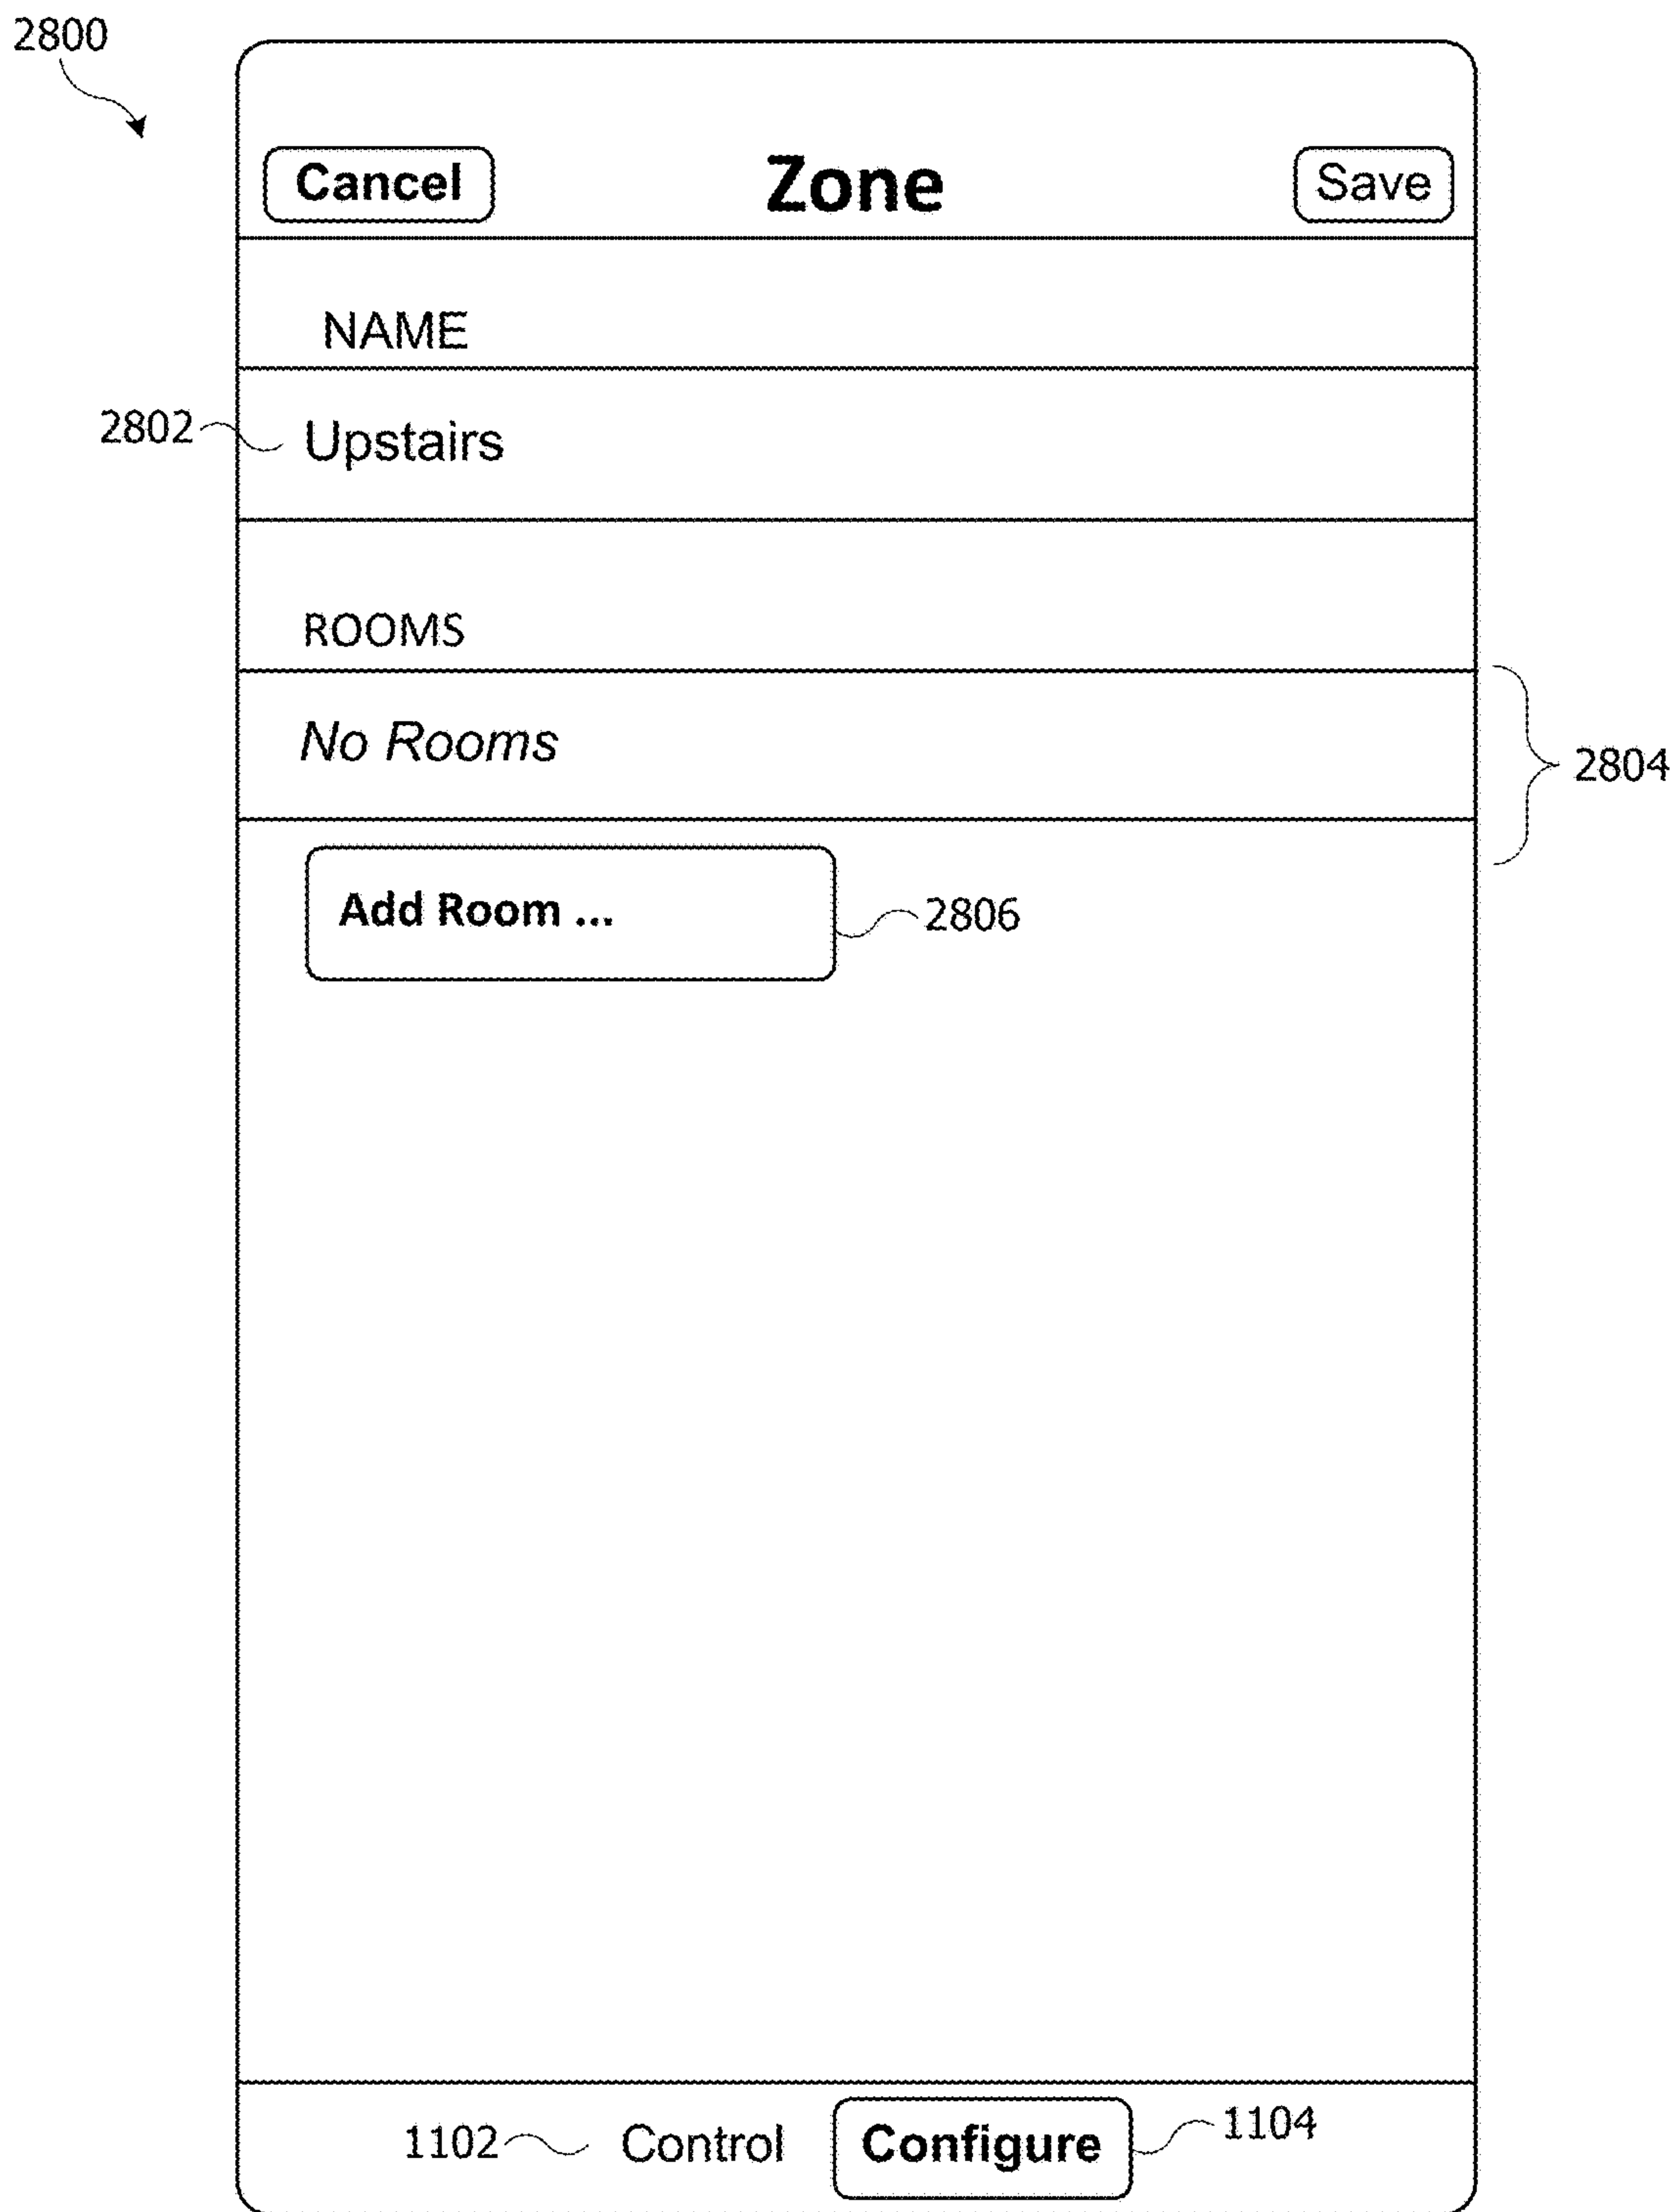 2800
Cancel Zone Save
NAME
2802 Upstairs
ROOMS
No Rooms
2804
Add Room ... 2806
1102 Control Configure 1104